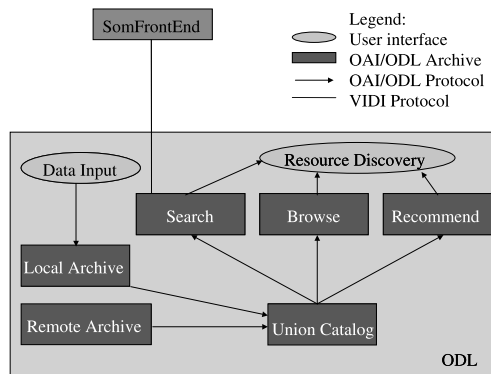 SomFrontEnd
Legend:
User interface
OAI/ODL Archive
OAI/ODL Protocol
VIDI Protocol
Data Input
Resource Discovery
Search
Browse
Recommend
Local Archive
Remote Archive
Union Catalog
ODL